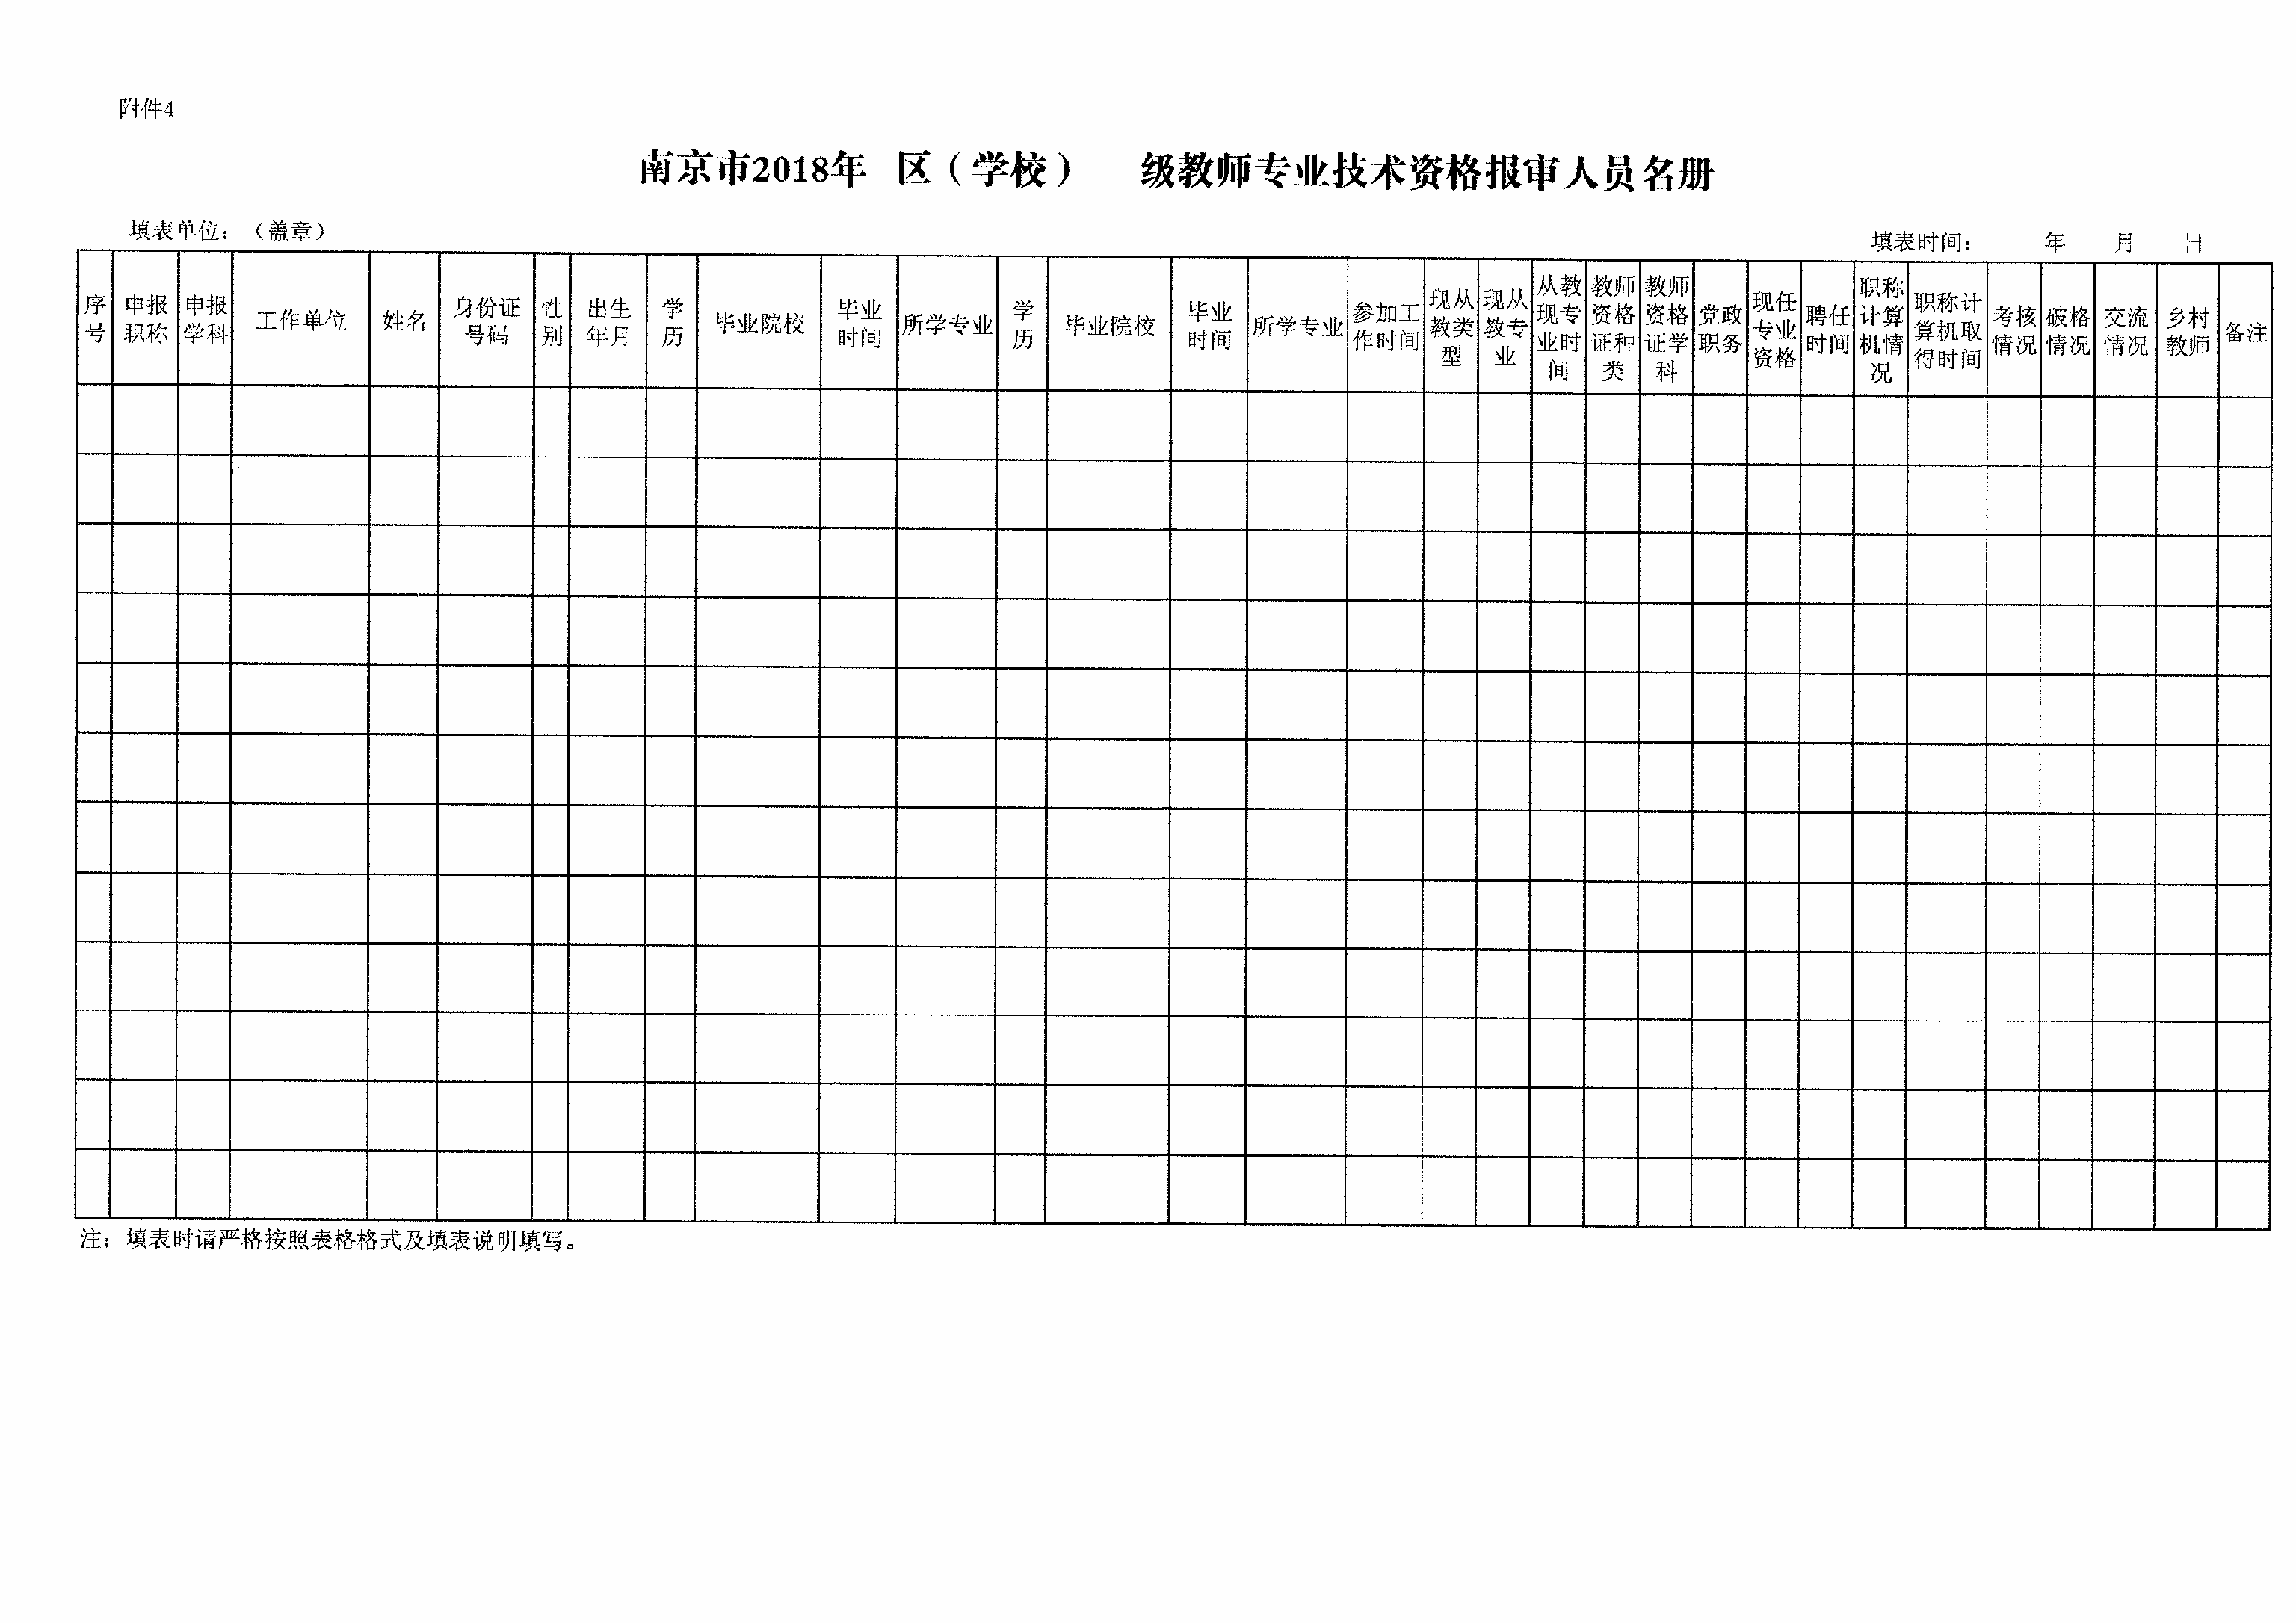 附件4
南京市2018年 区（学校） 级教师专业技术资格报审人员名册
填表单位：（盖章）
填表时间： 年 月 日
序号 申报职称 申报学科 工作单位 姓名 身份证号码 性别 出生年月 学历 毕业院校 毕业时间 所学专业 学历 毕业院校 毕业时间 所学专业 参加工作时间 现从教类型 现从教专业 从教现专业时间 教师资格证种类 教师资格证学科 党政职务 现任专业资格 聘任时间 职称计算机情况 职称计算机取得时间 考核情况 破格情况 交流情况 乡村教师 备注
注：填表时请严格按照表格格式及填表说明填写。